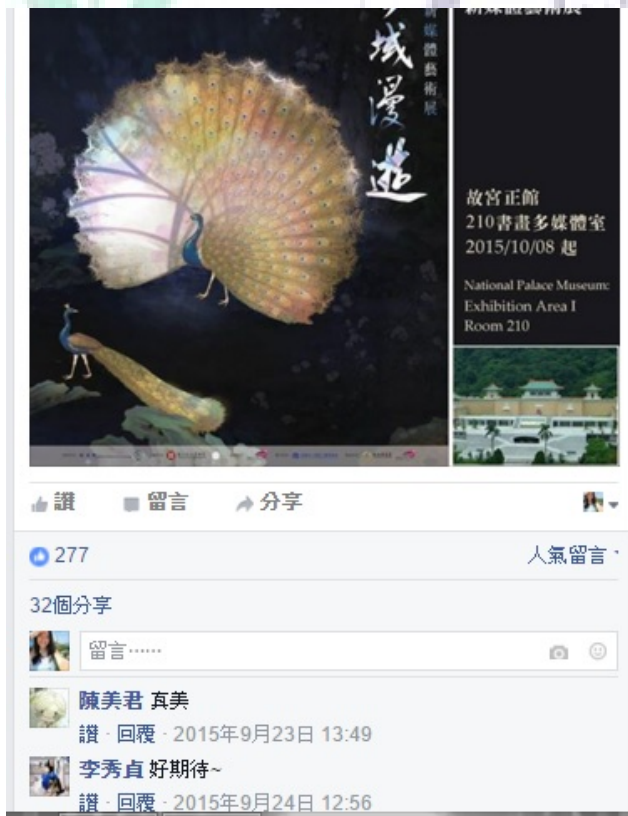 域漫遊
新媒體藝術展
新媒體藝術展
故宮正館
210書畫多媒體室
2015/10/08 起
National Palace Museum:
Exhibition Area I
Room 210
讚 留言 分享
277 人氣留言
32個分享
留言⋯⋯
陳美君 真美
讚 · 回覆 · 2015年9月23日 13:49
李秀貞 好期待~
讚 · 回覆 · 2015年9月24日 12:56